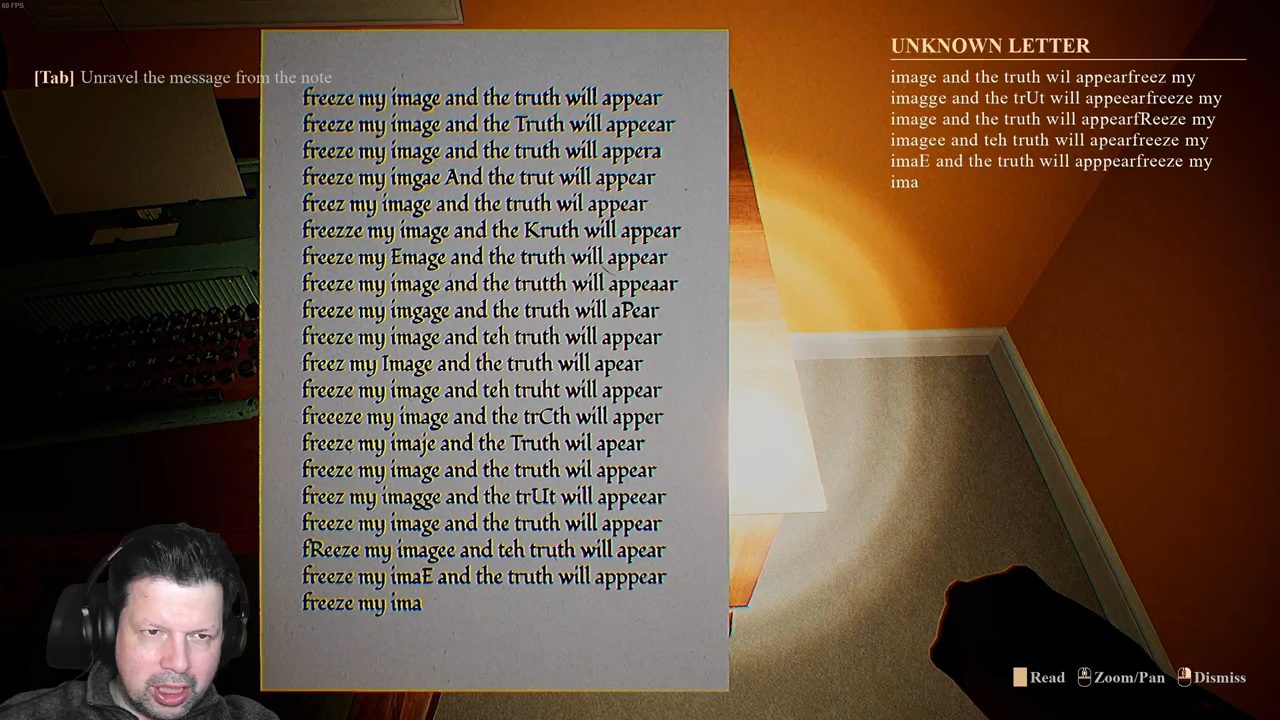 60 FPS
[Tab] Unravel the message from the note
freeze my image and the truth will appear
freeze my image and the Truth will appeear
freeze my image and the truth will appera
freeze my imgae And the trut will appear
freez my image and the truth wil appear
freezze my image and the Kruth will appear
freeze my Emage and the truth will appear
freeze my image and the trutth will appeaar
freeze my imgage and the truth will aPear
freeze my image and teh truth will appear
freez my Image and the truth will apear
freeze my image and teh truht will appear
freeeze my image and the trCth will apper
freeze my imaje and the Truth wil apear
freeze my image and the truth wil appear
freez my imagge and the trUt will appeear
freeze my image and the truth will appear
fReeze my imagee and teh truth will apear
freeze my imaE and the truth will apppear
freeze my ima
UNKNOWN LETTER
image and the truth wil appearfreez my
imagge and the trUt will appeearfreeze my
image and the truth will appearfReeze my
imagee and teh truth will apearfreeze my
imaE and the truth will apppearfreeze my
ima
Read Zoom/Pan Dismiss